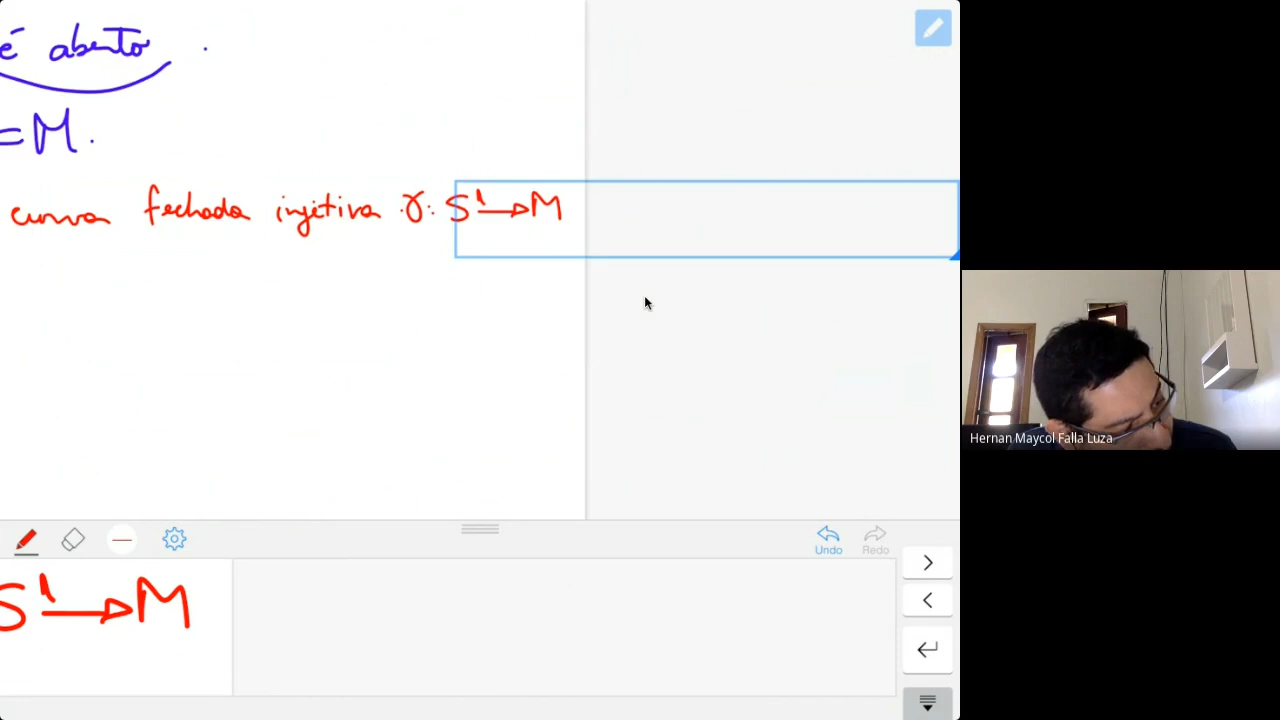 é aberto .
= M.
curva fechada injetiva γ: S¹ → M
Hernan Maycol Falla Luza
Undo
Redo
S¹ → M